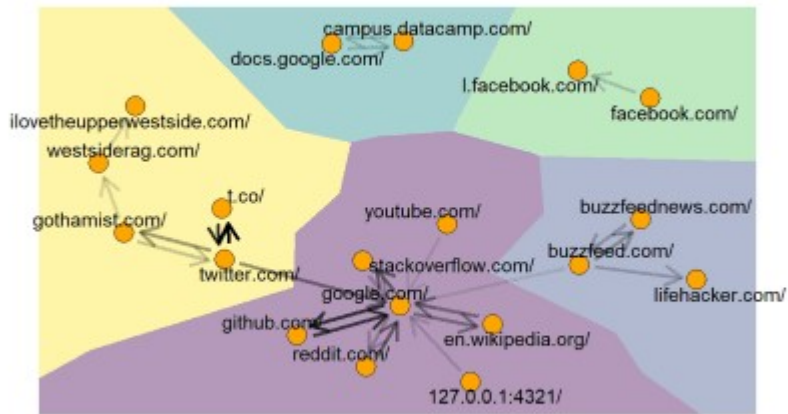 campus.datacamp.com/
docs.google.com/
l.facebook.com/
facebook.com/
ilovetheupperwestside.com/
westsiderag.com/
t.co/
gothamist.com/
youtube.com/
buzzfeednews.com/
buzzfeed.com/
twitter.com/
stackoverflow.com/
google.com/
lifehacker.com/
github.com/
reddit.com/
en.wikipedia.org/
127.0.0.1:4321/